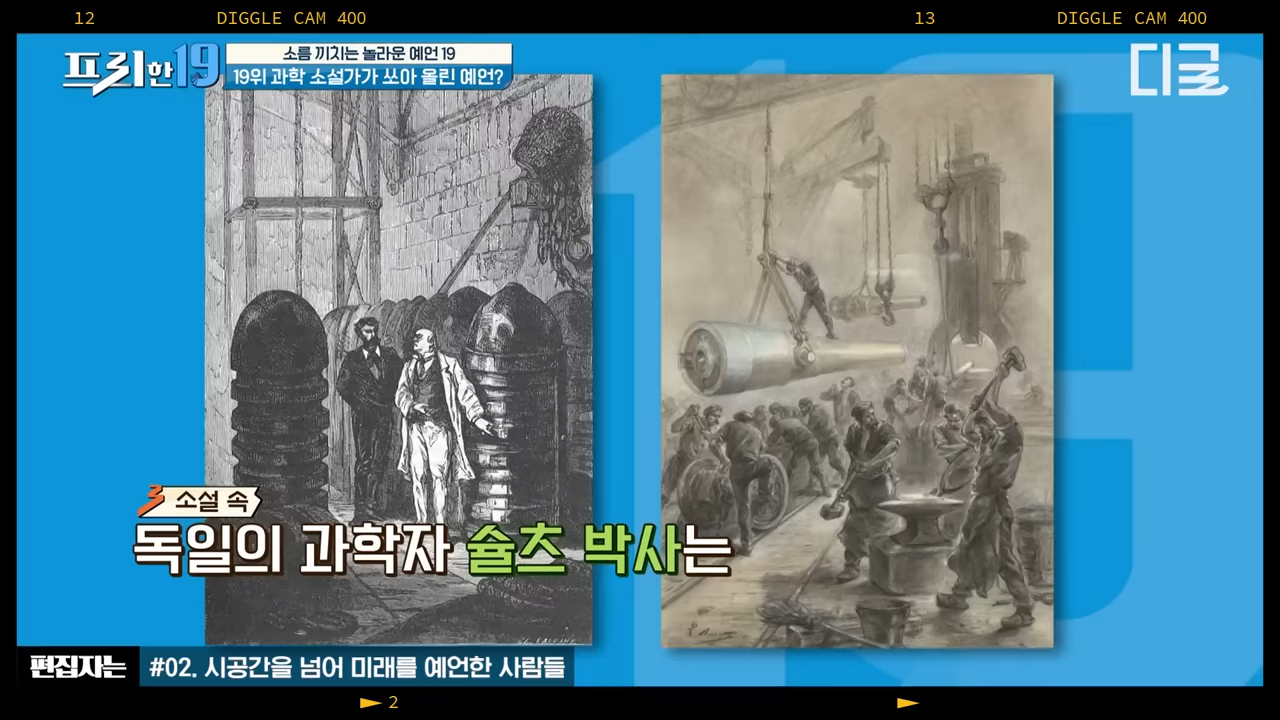 12 DIGGLE CAM 400 13 DIGGLE CAM 400
프리한19
소름 끼치는 놀라운 예언 19
19위 과학 소설가가 쏘아 올린 예언?
디글
3 소설 속
독일의 과학자 슐츠 박사는
편집자는 #02. 시공간을 넘어 미래를 예언한 사람들
2